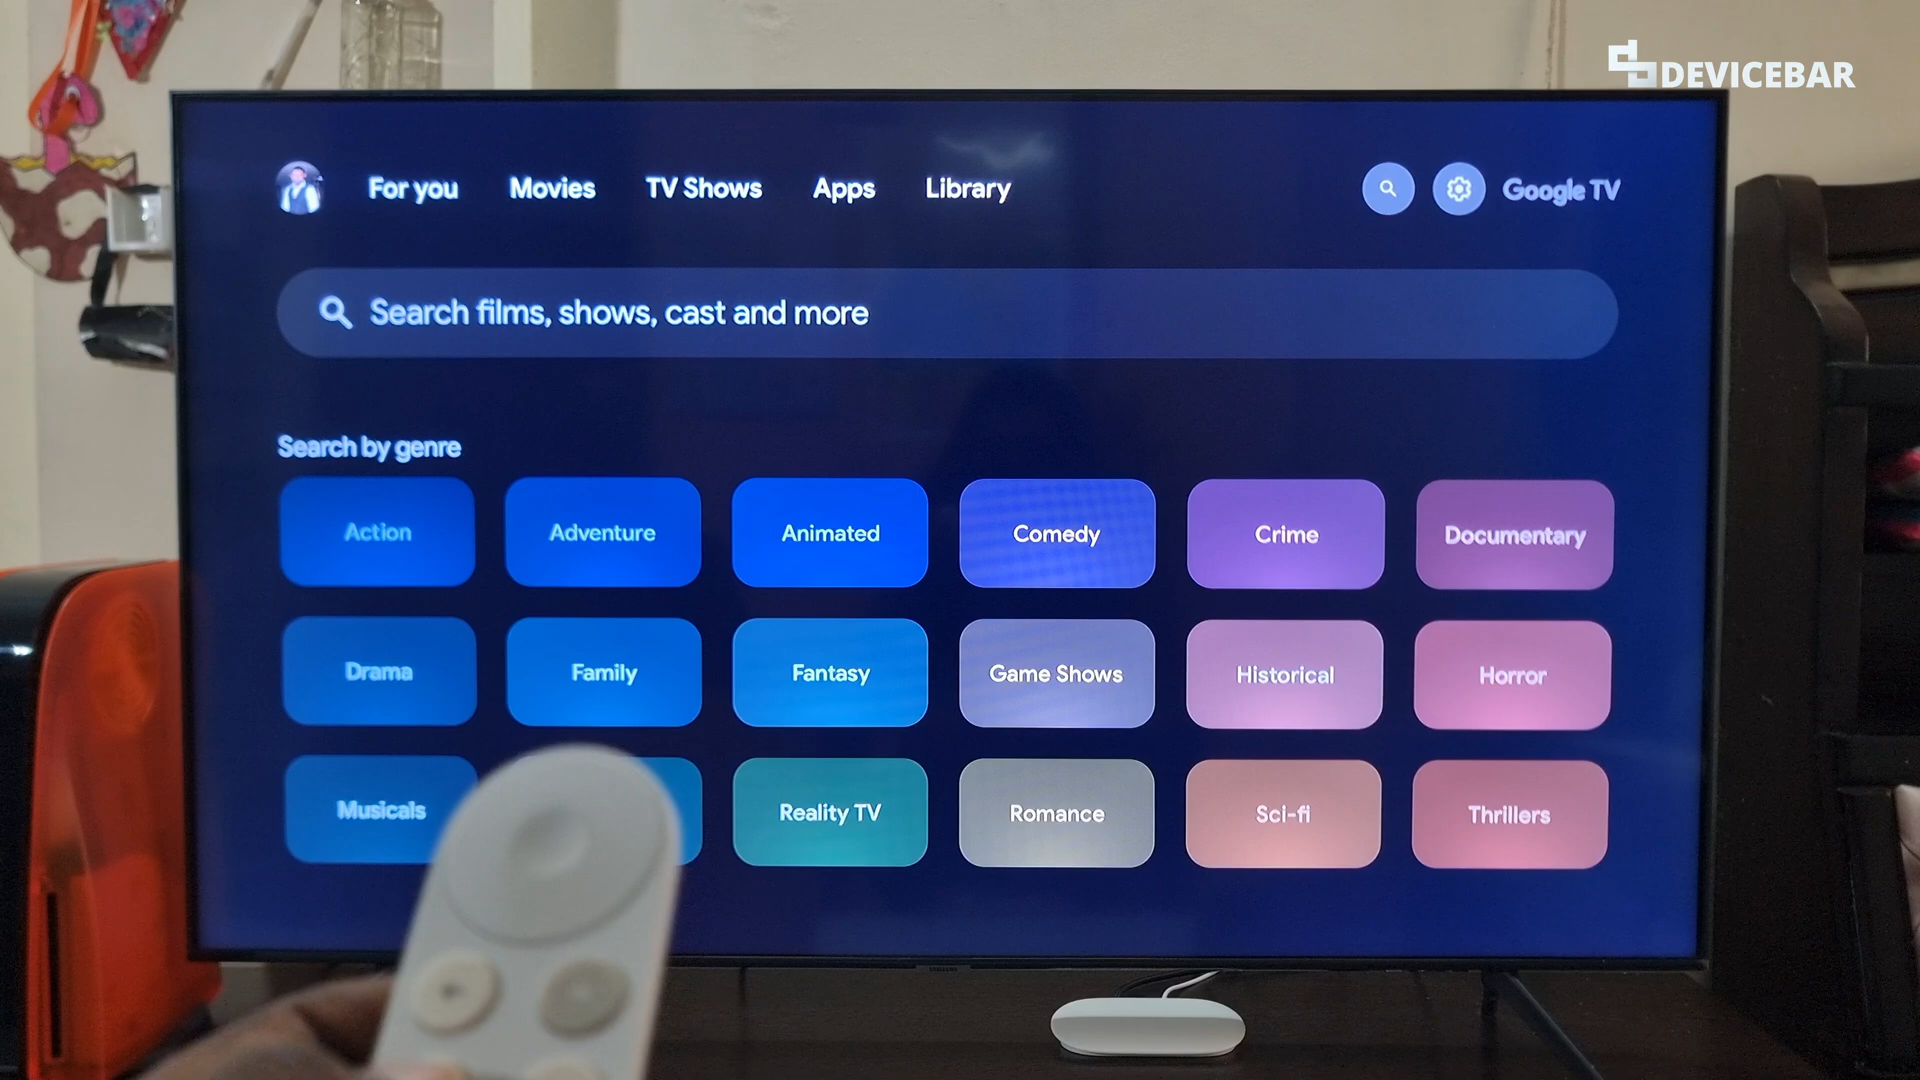 DEVICEBAR
For you Movies TV Shows Apps Library Google TV
Search films, shows, cast and more
Search by genre
Action Adventure Animated Comedy Crime Documentary
Drama Family Fantasy Game Shows Historical Horror
Musicals Reality TV Romance Sci-fi Thrillers